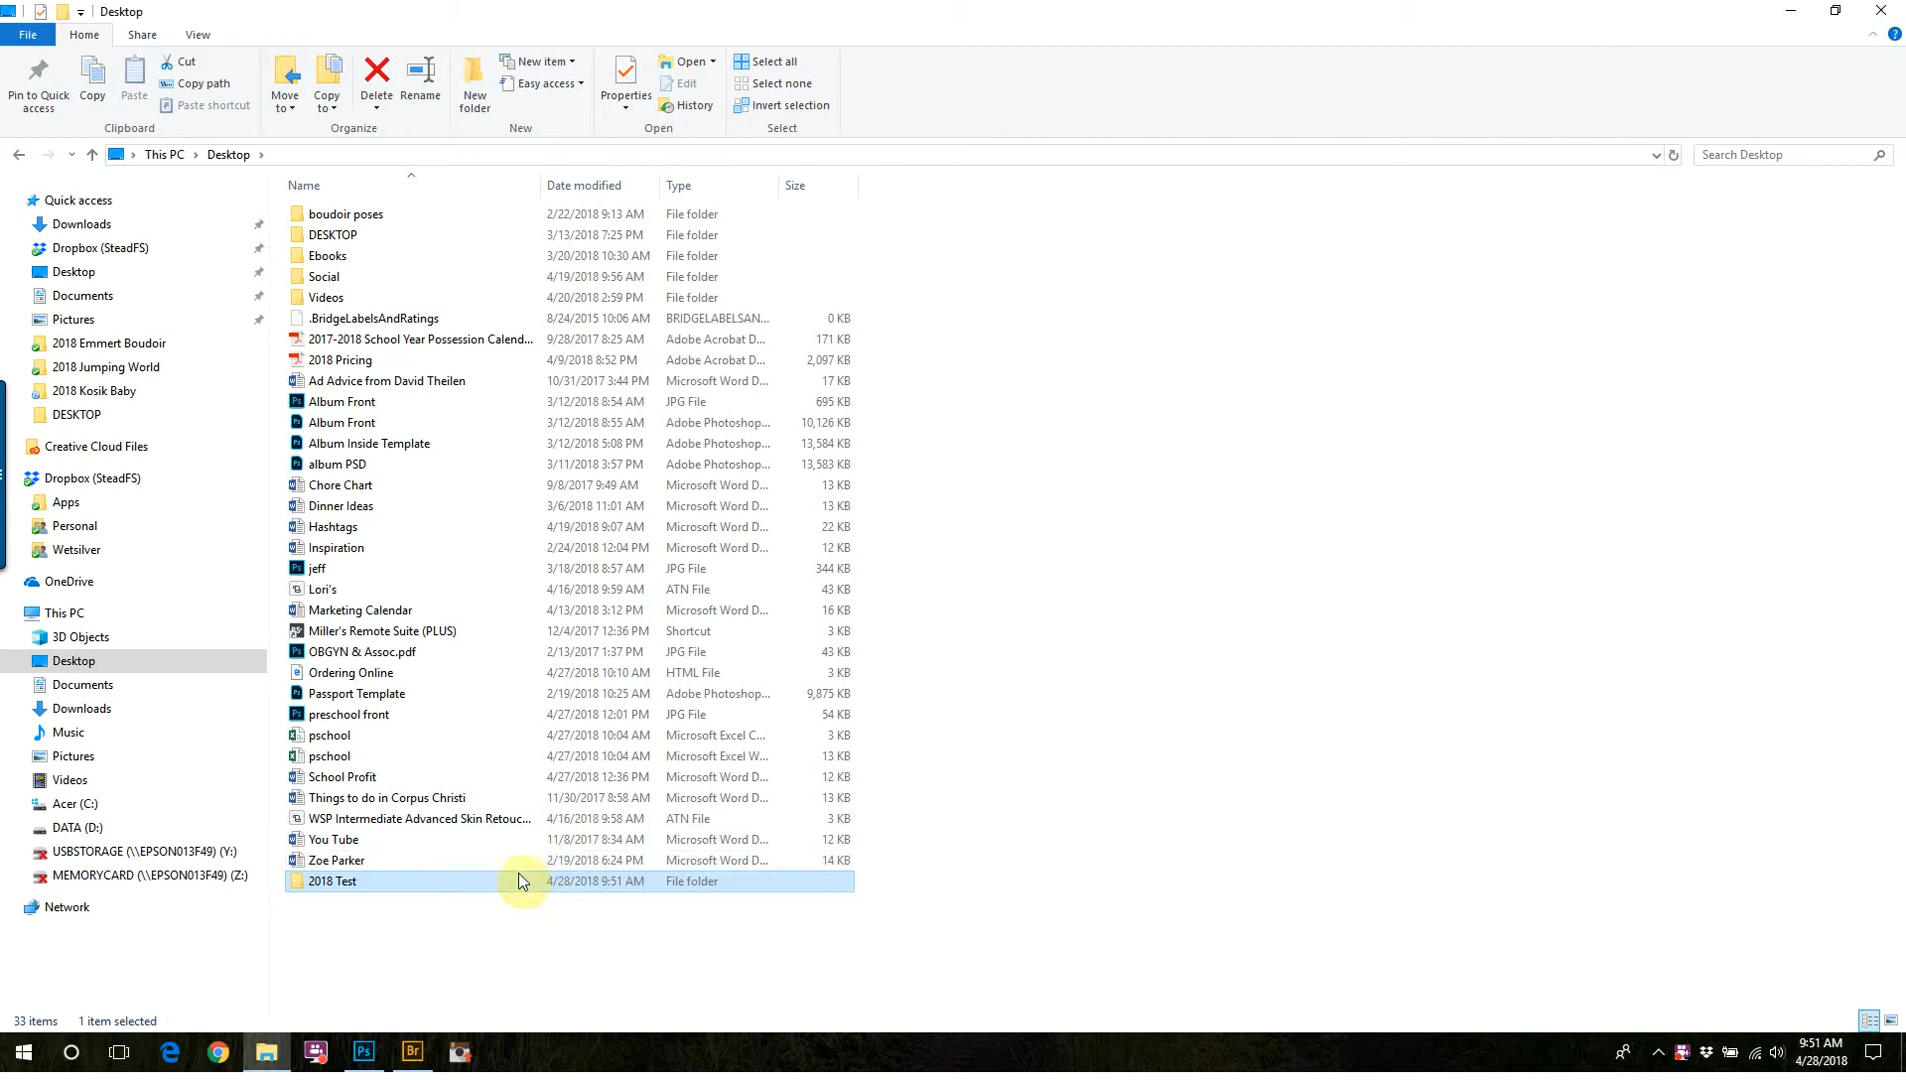 Desktop
File Home Share View
Pin to Quick access
Copy
Paste
Cut
Copy path
Paste shortcut
Clipboard
Move to
Copy to
Delete
Rename
Organize
New folder
New item
Easy access
New
Properties
Open
Edit
History
Open
Select all
Select none
Invert selection
Select
This PC > Desktop >
Search Desktop
Quick access
Downloads
Dropbox (SteadFS)
Desktop
Documents
Pictures
2018 Emmert Boudoir
2018 Jumping World
2018 Kosik Baby
DESKTOP
Creative Cloud Files
Dropbox (SteadFS)
Apps
Personal
Wetsilver
OneDrive
This PC
3D Objects
Desktop
Documents
Downloads
Music
Pictures
Videos
Acer (C:)
DATA (D:)
USBSTORAGE (\\EPSON013F49) (Y:)
MEMORYCARD (\\EPSON013F49) (Z:)
Network
Name Date modified Type Size
boudoir poses 2/22/2018 9:13 AM File folder
DESKTOP 3/13/2018 7:25 PM File folder
Ebooks 3/20/2018 10:30 AM File folder
Social 4/19/2018 9:56 AM File folder
Videos 4/20/2018 2:59 PM File folder
.BridgeLabelsAndRatings 8/24/2015 10:06 AM BRIDGELABELSAN... 0 KB
2017-2018 School Year Possession Calend... 9/28/2017 8:25 AM Adobe Acrobat D... 171 KB
2018 Pricing 4/9/2018 8:52 PM Adobe Acrobat D... 2,097 KB
Ad Advice from David Theilen 10/31/2017 3:44 PM Microsoft Word D... 17 KB
Album Front 3/12/2018 8:54 AM JPG File 695 KB
Album Front 3/12/2018 8:55 AM Adobe Photoshop... 10,126 KB
Album Inside Template 3/12/2018 5:08 PM Adobe Photoshop... 13,584 KB
album PSD 3/11/2018 3:57 PM Adobe Photoshop... 13,583 KB
Chore Chart 9/8/2017 9:49 AM Microsoft Word D... 13 KB
Dinner Ideas 3/6/2018 11:01 AM Microsoft Word D... 13 KB
Hashtags 4/19/2018 9:07 AM Microsoft Word D... 22 KB
Inspiration 2/24/2018 12:04 PM Microsoft Word D... 12 KB
jeff 3/18/2018 8:57 AM JPG File 344 KB
Lori's 4/16/2018 9:59 AM ATN File 43 KB
Marketing Calendar 4/13/2018 3:12 PM Microsoft Word D... 16 KB
Miller's Remote Suite (PLUS) 12/4/2017 12:36 PM Shortcut 3 KB
OBGYN & Assoc.pdf 2/13/2017 1:37 PM JPG File 43 KB
Ordering Online 4/27/2018 10:10 AM HTML File 3 KB
Passport Template 2/19/2018 10:25 AM Adobe Photoshop... 9,875 KB
preschool front 4/27/2018 12:01 PM JPG File 54 KB
pschool 4/27/2018 10:04 AM Microsoft Excel C... 3 KB
pschool 4/27/2018 10:04 AM Microsoft Excel W... 13 KB
School Profit 4/27/2018 12:36 PM Microsoft Word D... 12 KB
Things to do in Corpus Christi 11/30/2017 8:58 AM Microsoft Word D... 13 KB
WSP Intermediate Advanced Skin Retouc... 4/16/2018 9:58 AM ATN File 3 KB
You Tube 11/8/2017 8:34 AM Microsoft Word D... 12 KB
Zoe Parker 2/19/2018 6:24 PM Microsoft Word D... 14 KB
2018 Test 4/28/2018 9:51 AM File folder
33 items 1 item selected
Ps Br
9:51 AM
4/28/2018